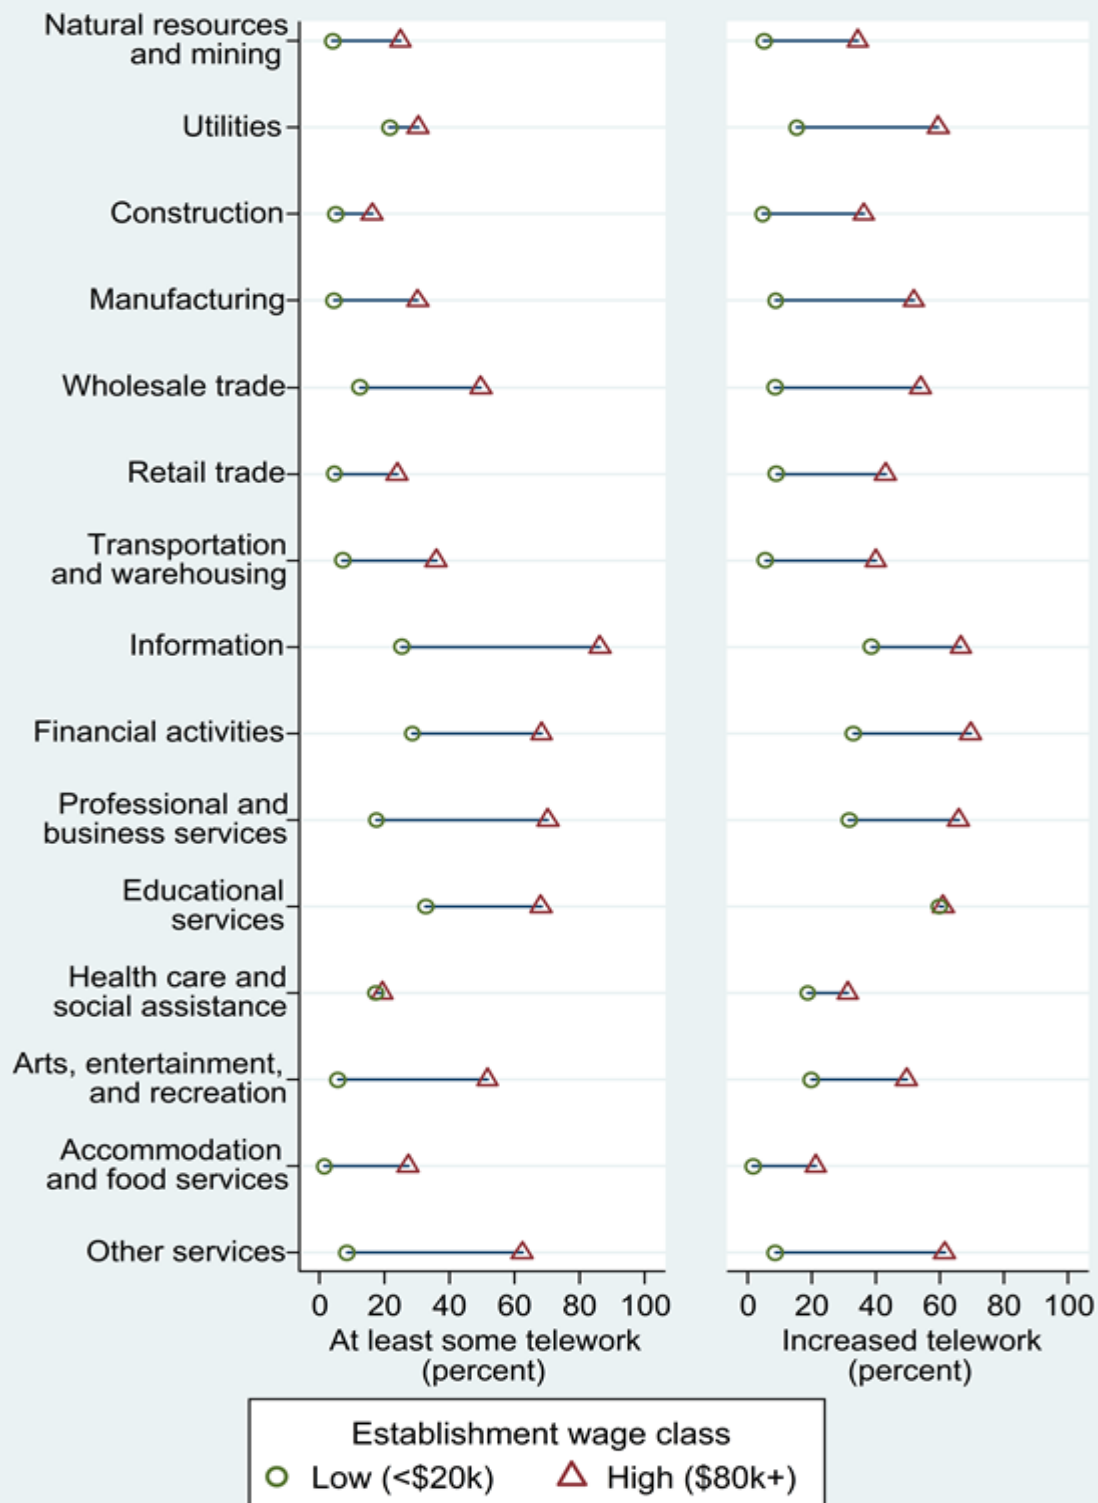 Natural resources
and mining
Utilities
Construction
Manufacturing
Wholesale trade
Retail trade
Transportation
and warehousing
Information
Financial activities
Professional and
business services
Educational
services
Health care and
social assistance
Arts, entertainment,
and recreation
Accommodation
and food services
Other services
0 20 40 60 80 100
At least some telework
(percent)
0 20 40 60 80 100
Increased telework
(percent)
Establishment wage class
Low (<$20k) High ($80k+)